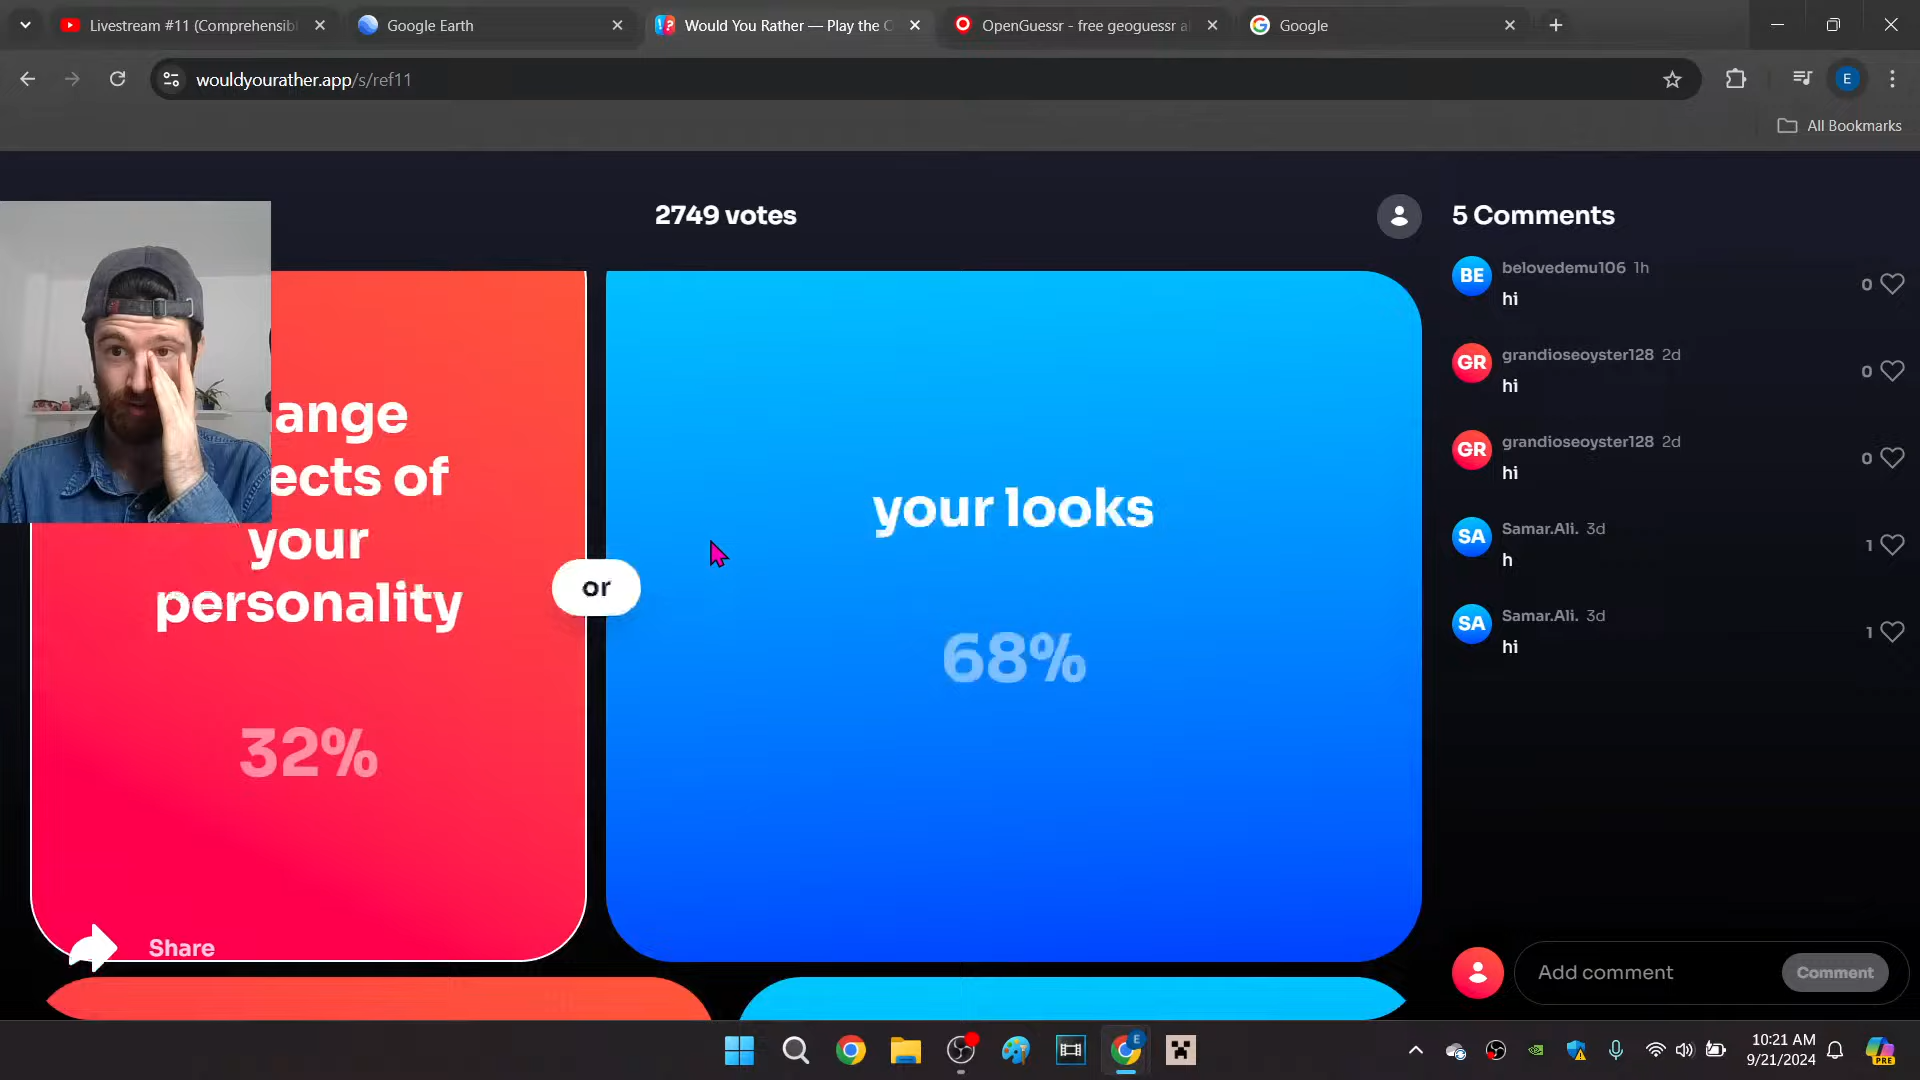 Livestream #11 (Comprehensibl
Google Earth
Would You Rather — Play the
OpenGuessr - free geoguessr al
Google
wouldyourather.app/s/ref11
E
All Bookmarks
2749 votes
ange
ects of
your
personality
32%
or
your looks
68%
Share
5 Comments
BE
belovedemu106 1h
hi
0
GR
grandioseoyster128 2d
hi
0
GR
grandioseoyster128 2d
hi
0
SA
Samar.Ali. 3d
h
1
SA
Samar.Ali. 3d
hi
1
Add comment
Comment
E
10:21 AM
9/21/2024
PRE